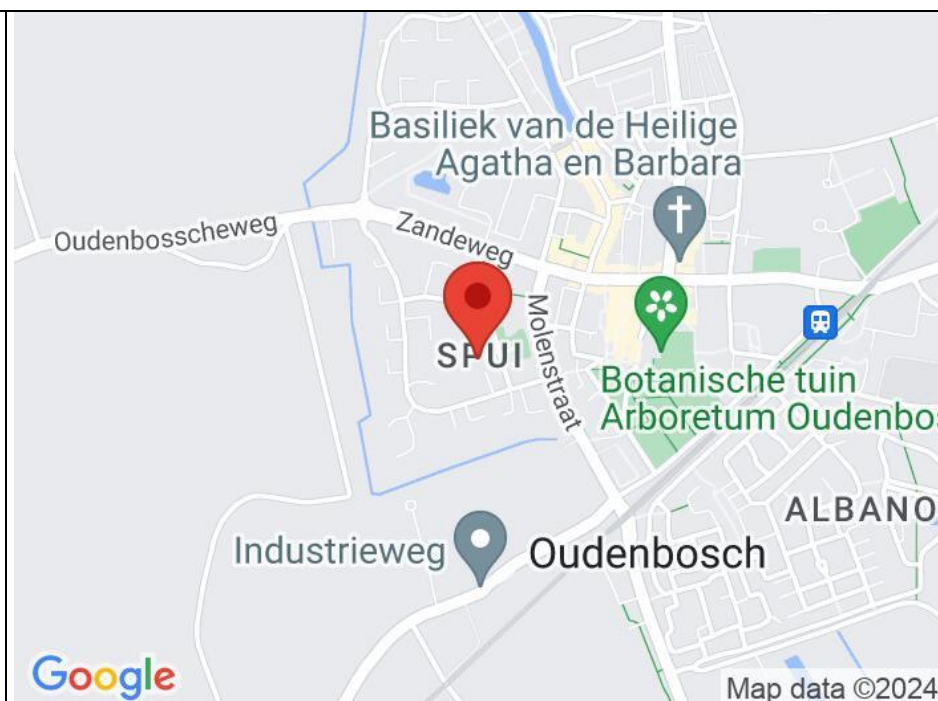 Basiliek van de Heilige
Agatha en Barbara
Oudenbosscheweg
Zandeweg
Molenstraat
SPUI
Botanische tuin
Arboretum Oudenbos
ALBANO
Industrieweg
Oudenbosch
Google
Map data ©2024